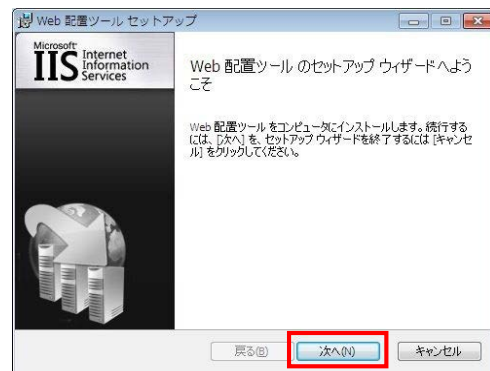 Web 配置ツール セットアップ
Microsoft
IIS Internet
Information
Services
Web 配置ツール のセットアップ ウィザードへよう
こそ
Web 配置ツール をコンピュータにインストールします。続行する
には、[次へ] を、セットアップ ウィザードを終了するには [キャンセ
ル] をクリックしてください。
戻る(B) 次へ(N) キャンセル